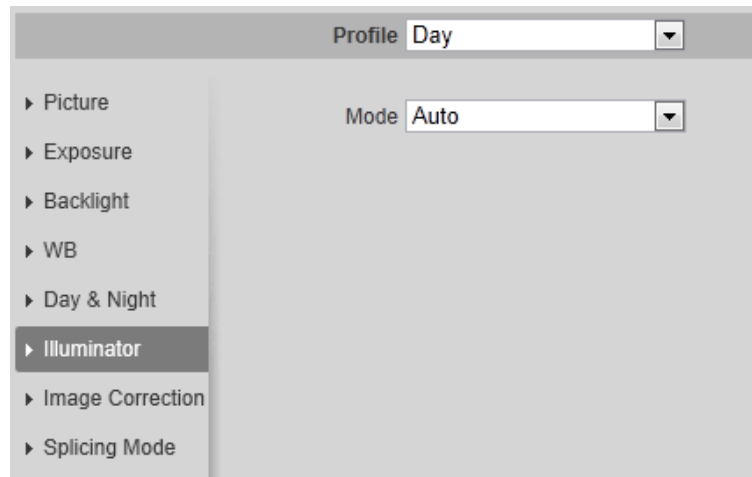 Profile Day
Picture
Mode Auto
Exposure
Backlight
WB
Day & Night
Illuminator
Image Correction
Splicing Mode